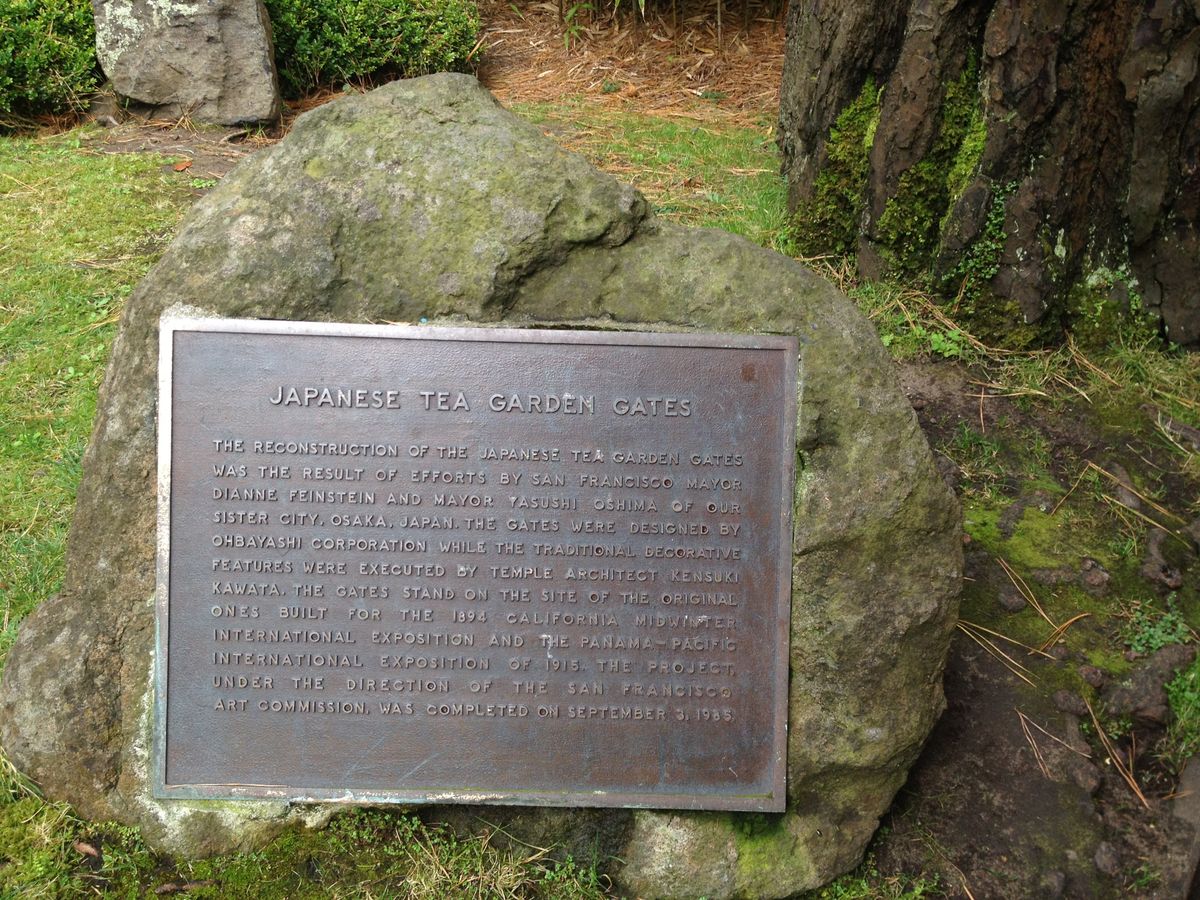 JAPANESE TEA GARDEN GATES
THE RECONSTRUCTION OF THE JAPANESE TEA GARDEN GATES
WAS THE RESULT OF EFFORTS BY SAN FRANCISCO MAYOR
DIANNE FEINSTEIN AND MAYOR YASUSHI OSHIMA OF OUR
SISTER CITY, OSAKA, JAPAN. THE GATES WERE DESIGNED BY
OHBAYASHI CORPORATION WHILE THE TRADITIONAL DECORATIVE
FEATURES WERE EXECUTED BY TEMPLE ARCHITECT KENSUKI
KAWATA. THE GATES STAND ON THE SITE OF THE ORIGINAL
ONES BUILT FOR THE 1894 CALIFORNIA MIDWINTER
INTERNATIONAL EXPOSITION AND THE PANAMA-PACIFIC
INTERNATIONAL EXPOSITION OF 1915. THE PROJECT,
UNDER THE DIRECTION OF THE SAN FRANCISCO
ART COMMISSION, WAS COMPLETED ON SEPTEMBER 3, 1985.